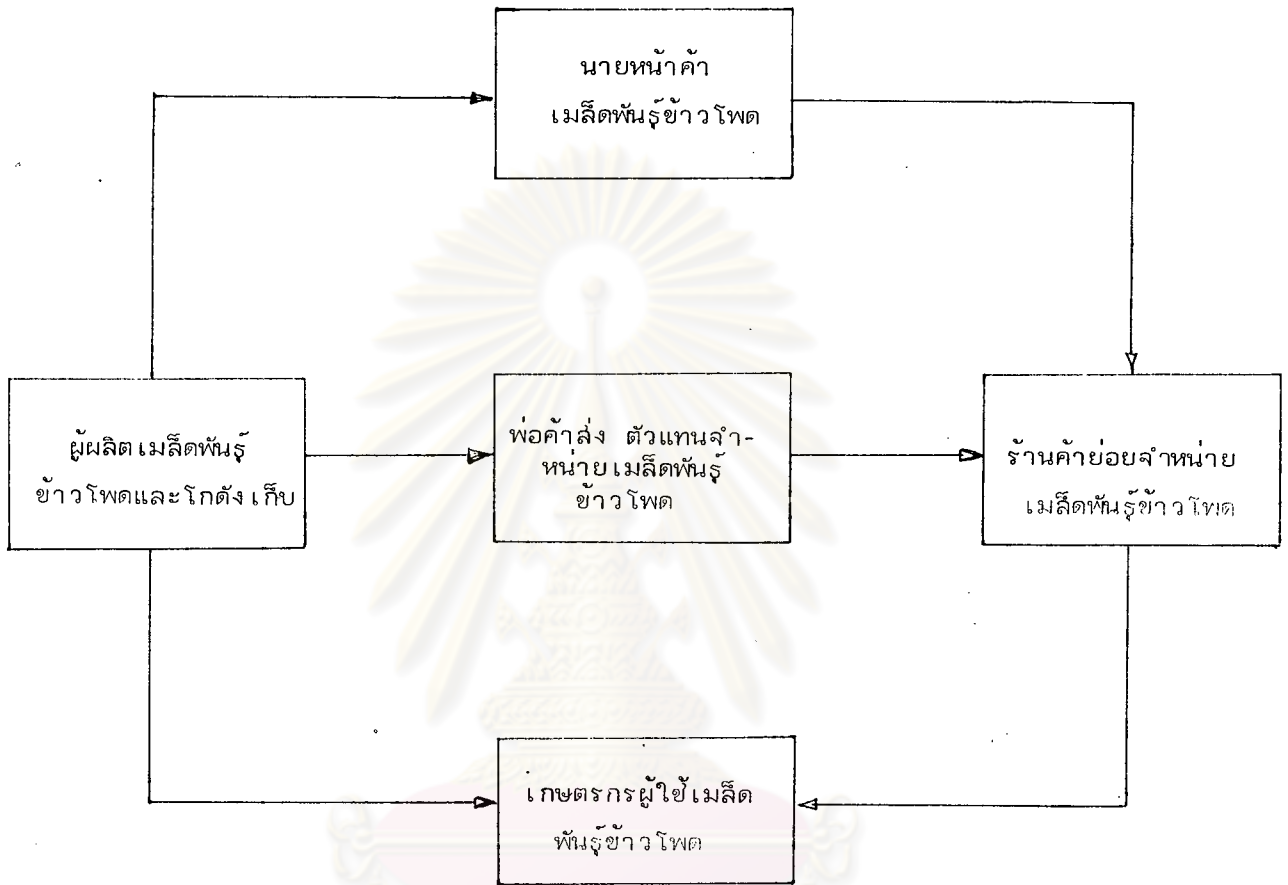 นายหน้าค้า
เมล็ดพันธุ์ข้าวโพด
ผู้ผลิตเมล็ดพันธุ์
ข้าวโพดและโกดังเก็บ
พ่อค้าส่ง ตัวแทนจำ-
หน่ายเมล็ดพันธุ์
ข้าวโพด
ร้านค้าย่อยจำหน่าย
เมล็ดพันธุ์ข้าวโพด
เกษตรกรผู้ใช้เมล็ด
พันธุ์ข้าวโพด